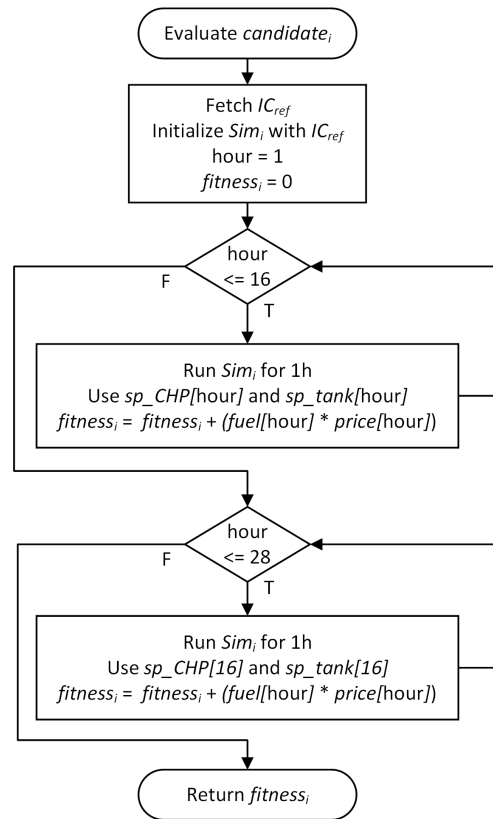 Evaluate candidateᵢ
Fetch IC_ref
Initialize Simᵢ with IC_ref
hour = 1
fitnessᵢ = 0
hour
<= 16
F
T
Run Simᵢ for 1h
Use sp_CHP[hour] and sp_tank[hour]
fitnessᵢ = fitnessᵢ + (fuel[hour] * price[hour])
hour
<= 28
F
T
Run Simᵢ for 1h
Use sp_CHP[16] and sp_tank[16]
fitnessᵢ = fitnessᵢ + (fuel[hour] * price[hour])
Return fitnessᵢ